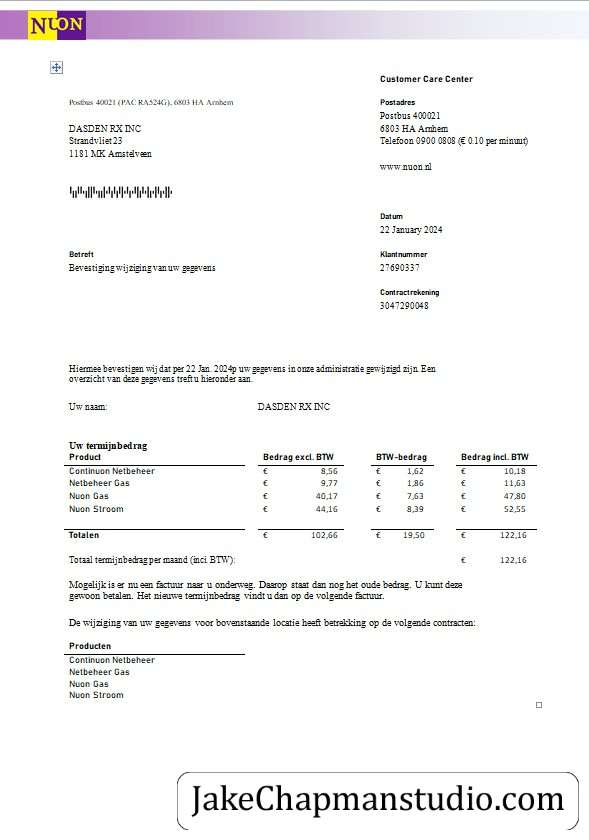 NUON
Customer Care Center
Postbus 40021 (PAC RA524G), 6803 HA Arnhem
Postadres
Postbus 400021
DASDEN RX INC
6803 HA Arnhem
Strandvliet 23
Telefoon 0900 0808 (€ 0.10 per minuut)
1181 MK Amstelveen
www.nuon.nl
Datum
22 January 2024
Betreft
Klantnummer
Bevestiging wijziging van uw gegevens
27690337
Contractrekening
3047290048
Hiermee bevestigen wij dat per 22 Jan. 2024p uw gegevens in onze administratie gewijzigd zijn. Een
overzicht van deze gegevens treft u hieronder aan.
Uw naam: DASDEN RX INC
Uw termijnbedrag
Product Bedrag excl. BTW BTW-bedrag Bedrag incl. BTW
Continuon Netbeheer € 8,56 € 1,62 € 10,18
Netbeheer Gas € 9,77 € 1,86 € 11,63
Nuon Gas € 40,17 € 7,63 € 47,80
Nuon Stroom € 44,16 € 8,39 € 52,55
Totalen € 102,66 € 19,50 € 122,16
Totaal termijnbedrag per maand (inci BTW): € 122,16
Mogelijk is er nu een factuur naar u onderweg. Daarop staat dan nog het oude bedrag. U kunt deze
gewoon betalen. Het nieuwe termijnbedrag vindt u dan op de volgende factuur.
De wijziging van uw gegevens voor bovenstaande locatie heeft betrekking op de volgende contracten:
Producten
Continuon Netbeheer
Netbeheer Gas
Nuon Gas
Nuon Stroom
JakeChapmanstudio.com